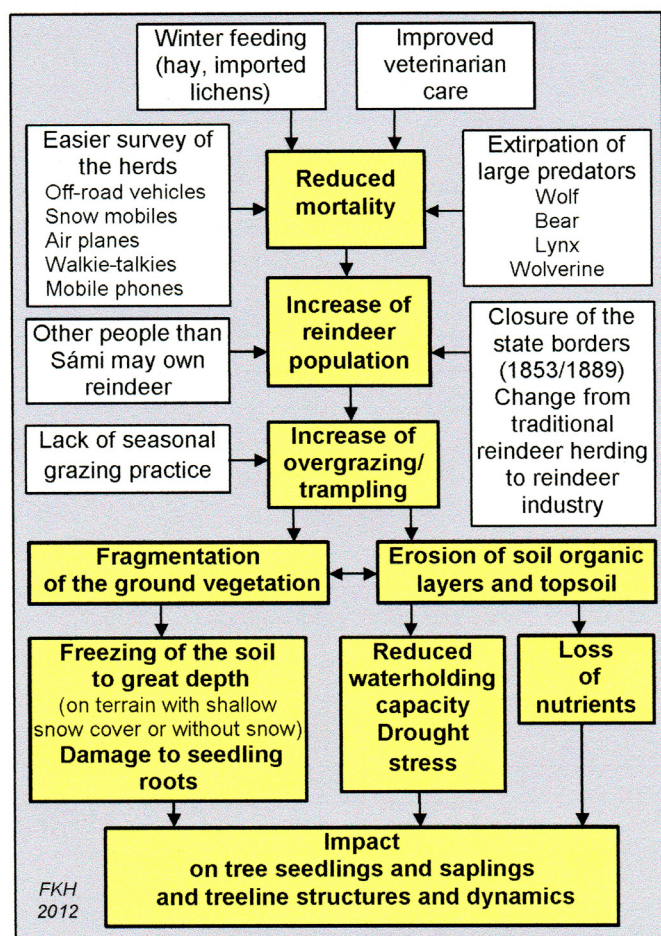 Winter feeding
(hay, imported
lichens)
Improved
veterinarian
care
Easier survey of
the herds
Off-road vehicles
Snow mobiles
Air planes
Walkie-talkies
Mobile phones
Reduced
mortality
Extirpation of
large predators
Wolf
Bear
Lynx
Wolverine
Other people than
Sámi may own
reindeer
Increase of
reindeer
population
Closure of the
state borders
(1853/1889)
Change from
traditional
reindeer herding
to reindeer
industry
Lack of seasonal
grazing practice
Increase of
overgrazing/
trampling
Fragmentation
of the ground vegetation
Erosion of soil organic
layers and topsoil
Freezing of the soil
to great depth
(on terrain with shallow
snow cover or without snow)
Damage to seedling
roots
Reduced
waterholding
capacity
Drought
stress
Loss
of
nutrients
Impact
on tree seedlings and saplings
and treeline structures and dynamics
FKH
2012